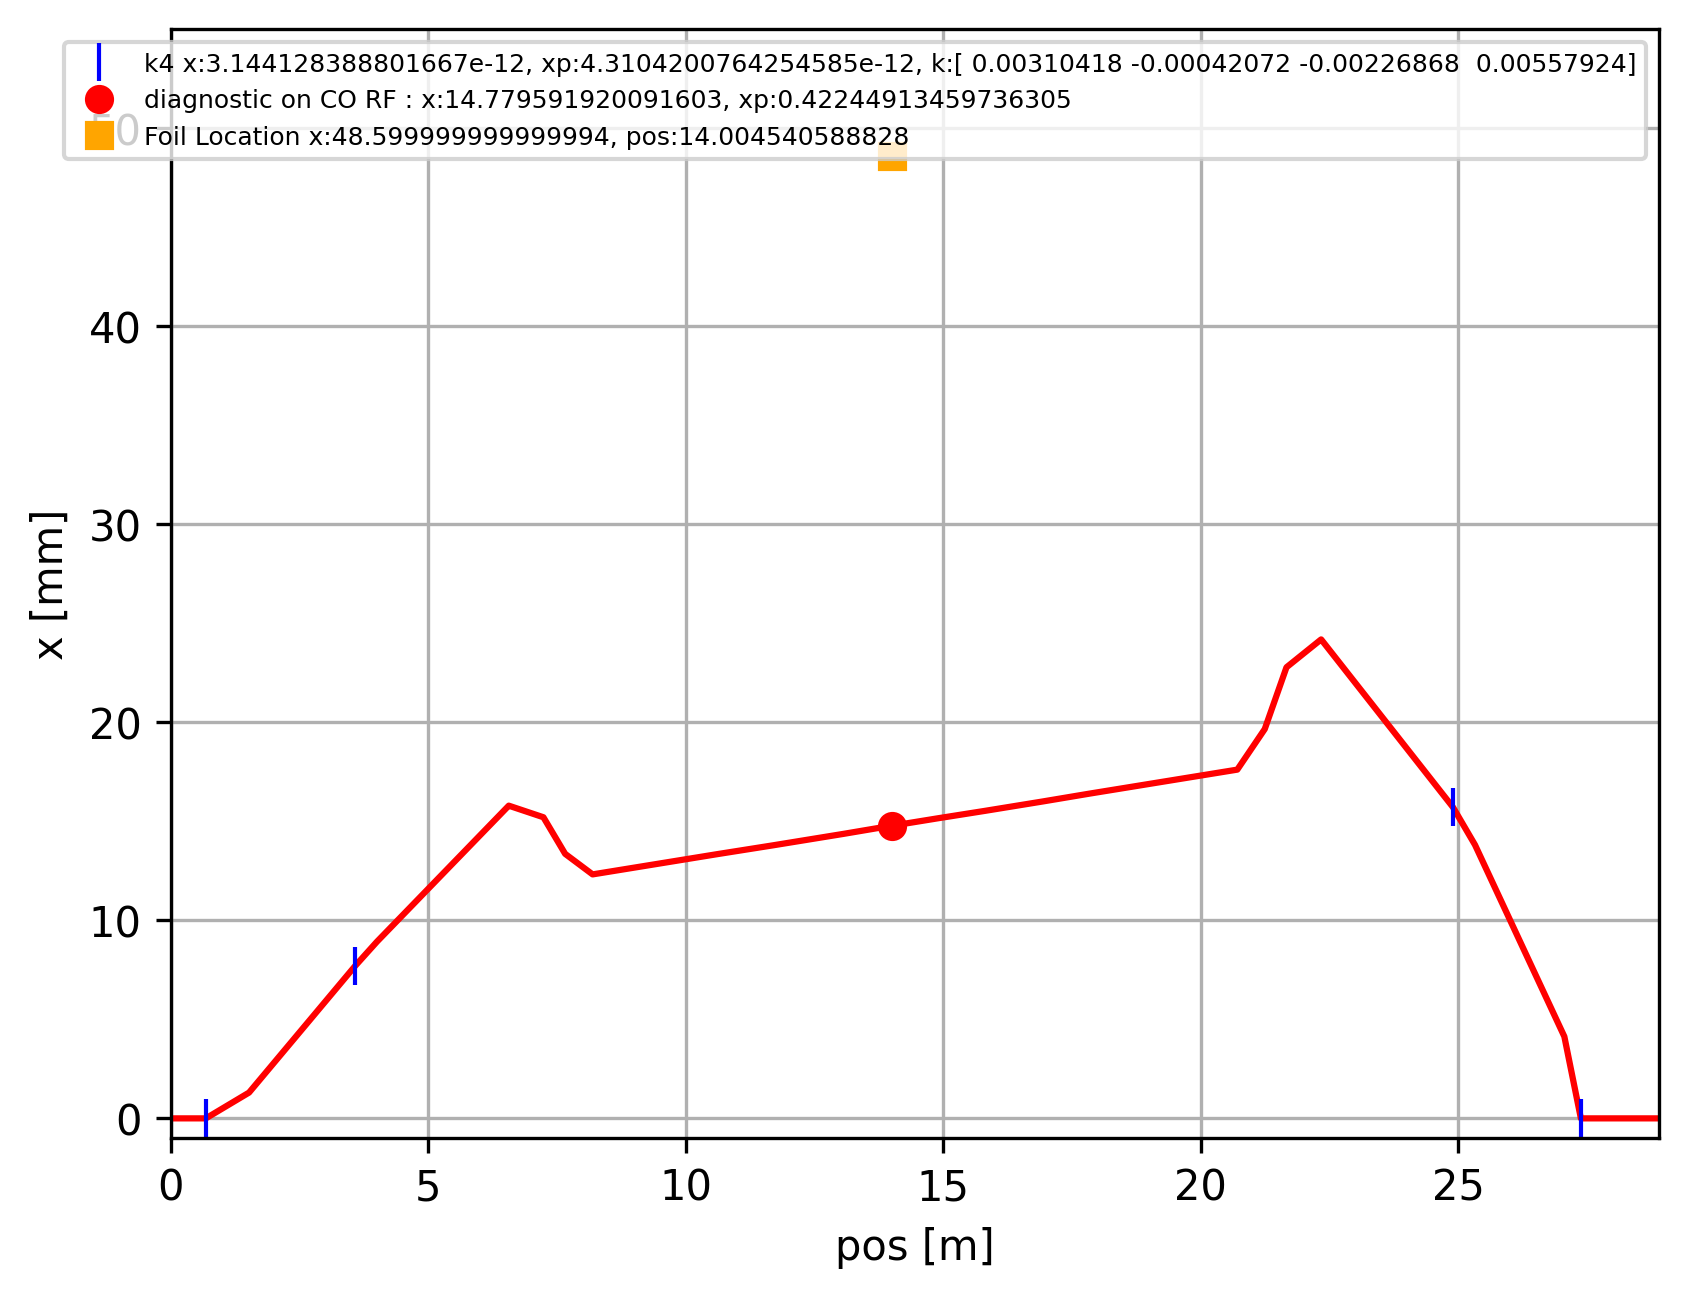 k4 x:3.144128388801667e-12, xp:4.3104200764254585e-12, k:[ 0.00310418 -0.00042072 -0.00226868  0.00557924]
diagnostic on CO RF : x:14.779591920091603, xp:0.42244913459736305
Foil Location x:48.599999999999994, pos:14.004540588828
50
40
30
20
10
0
x [mm]
0 5 10 15 20 25
pos [m]